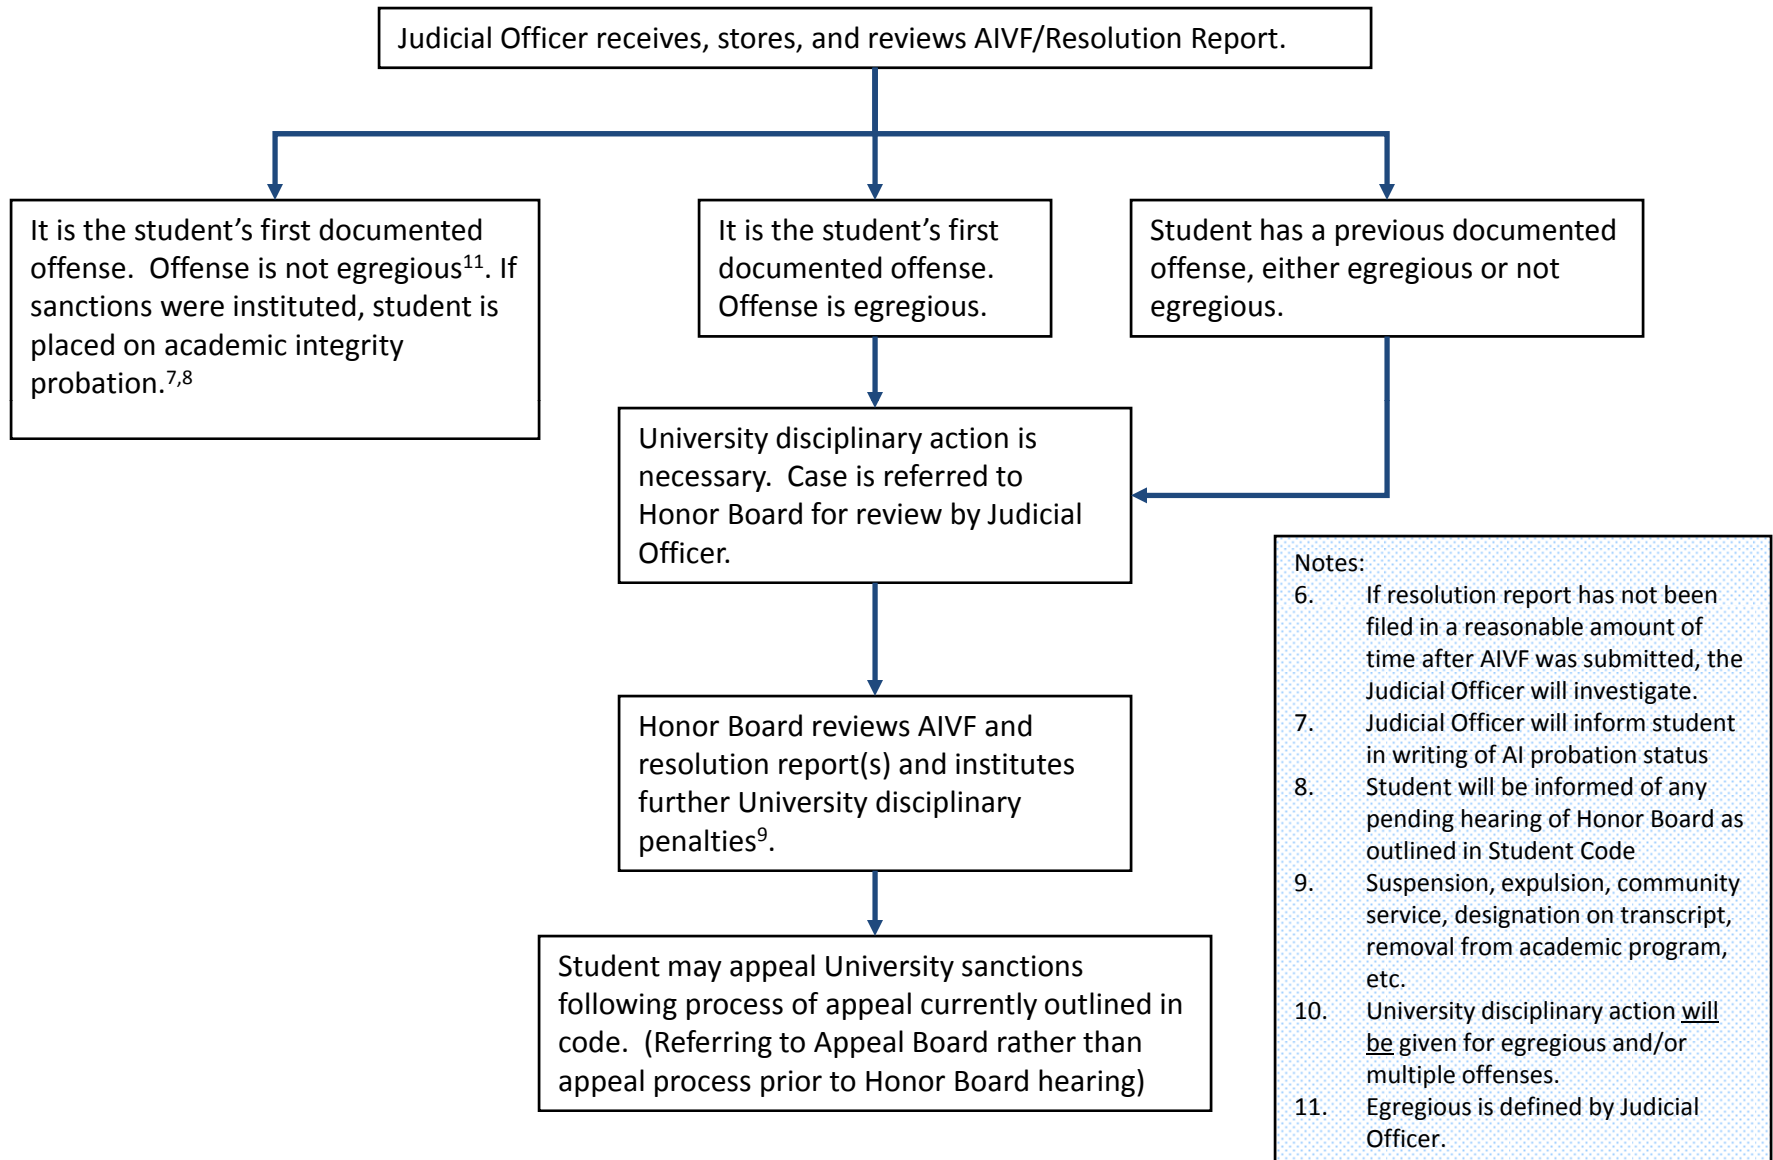 Judicial Officer receives, stores, and reviews AIVF/Resolution Report.
It is the student’s first documented
offense.  Offense is not egregious¹¹. If
sanctions were instituted, student is
placed on academic integrity
probation.⁷,⁸
It is the student’s first
documented offense.
Offense is egregious.
Student has a previous documented
offense, either egregious or not
egregious.
University disciplinary action is
necessary.  Case is referred to
Honor Board for review by Judicial
Officer.
Honor Board reviews AIVF and
resolution report(s) and institutes
further University disciplinary
penalties⁹.
Student may appeal University sanctions
following process of appeal currently outlined in
code.  (Referring to Appeal Board rather than
appeal process prior to Honor Board hearing)
Notes:
6. If resolution report has not been
filed in a reasonable amount of
time after AIVF was submitted, the
Judicial Officer will investigate.
7. Judicial Officer will inform student
in writing of AI probation status
8. Student will be informed of any
pending hearing of Honor Board as
outlined in Student Code
9. Suspension, expulsion, community
service, designation on transcript,
removal from academic program,
etc.
10. University disciplinary action will
be given for egregious and/or
multiple offenses.
11. Egregious is defined by Judicial
Officer.